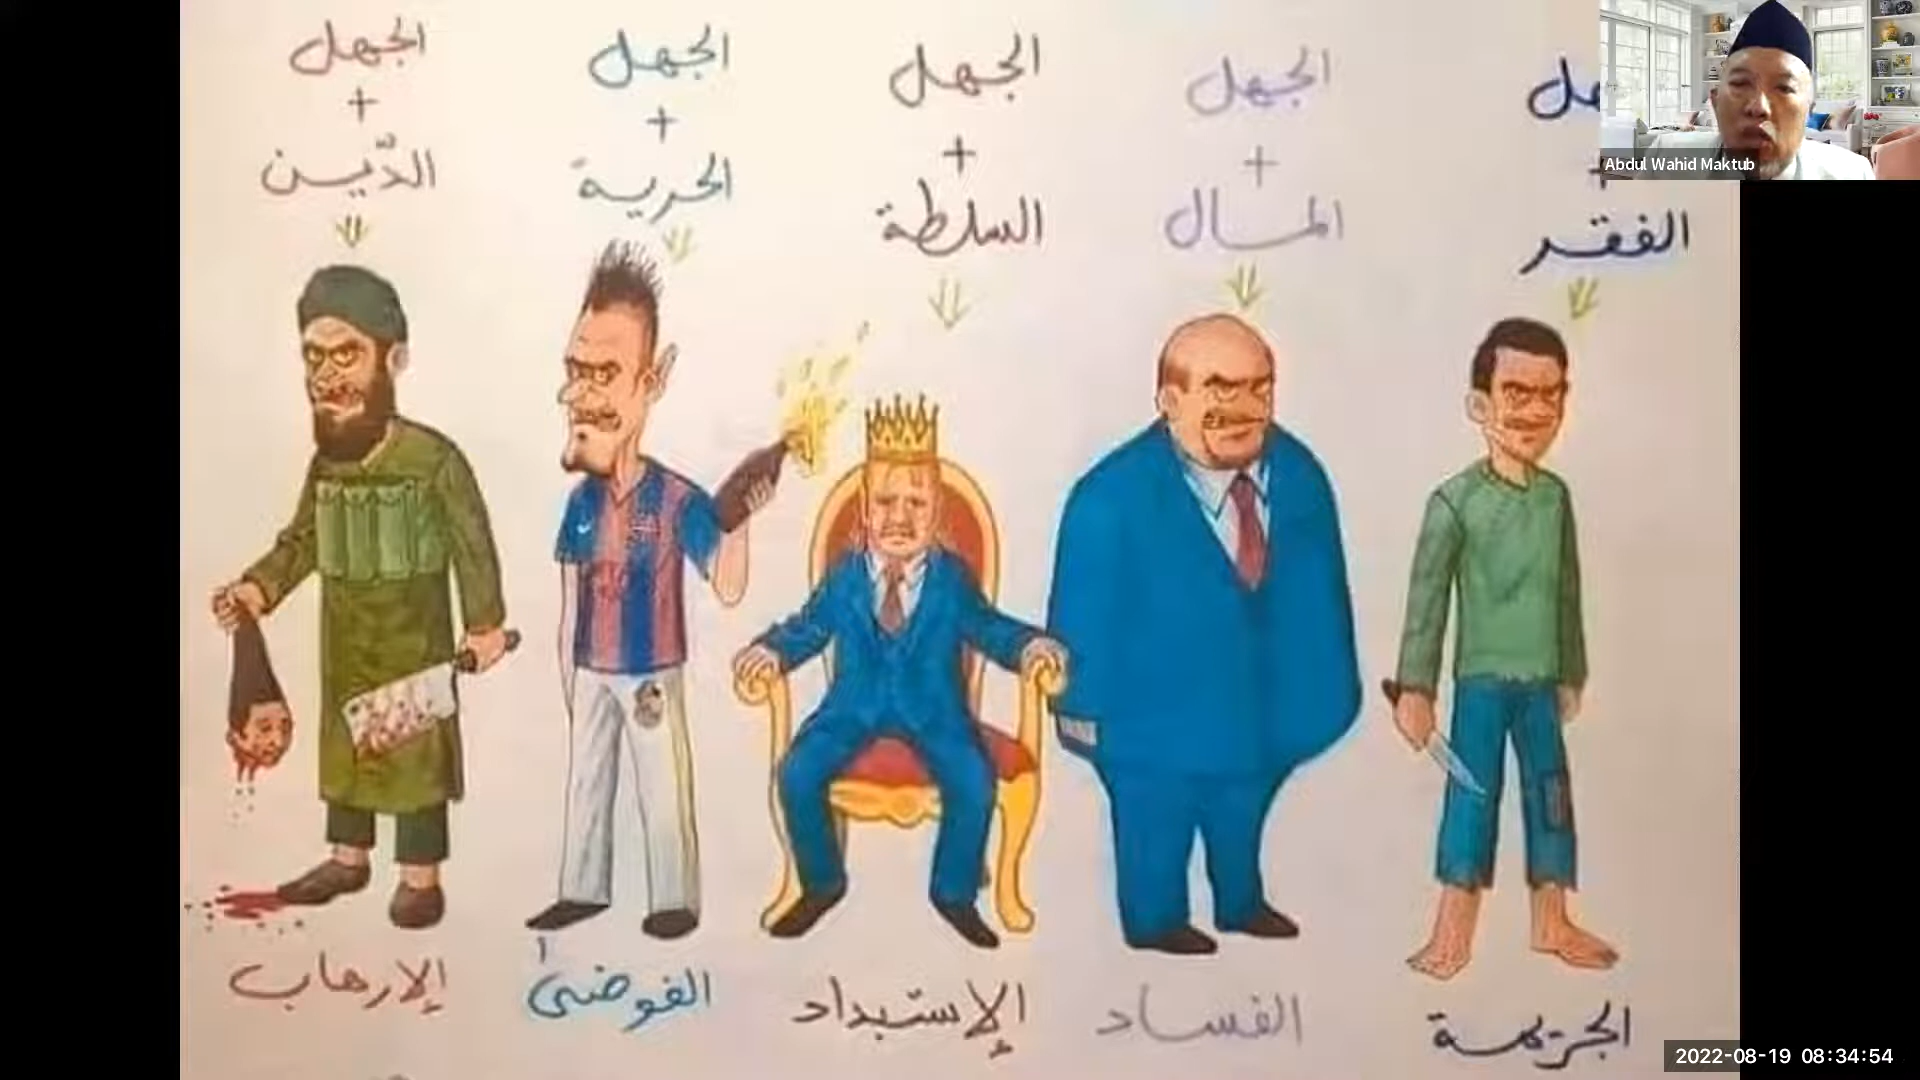 الجهل
+
الفقر
الجريمة
الجهل
+
المال
الفساد
الجهل
+
السلطة
الإستبداد
الجهل
+
الحرية
الفوضى
الجهل
+
الدّين
الإرهاب
Abdul Wahid Maktub
2022-08-19 08:34:54